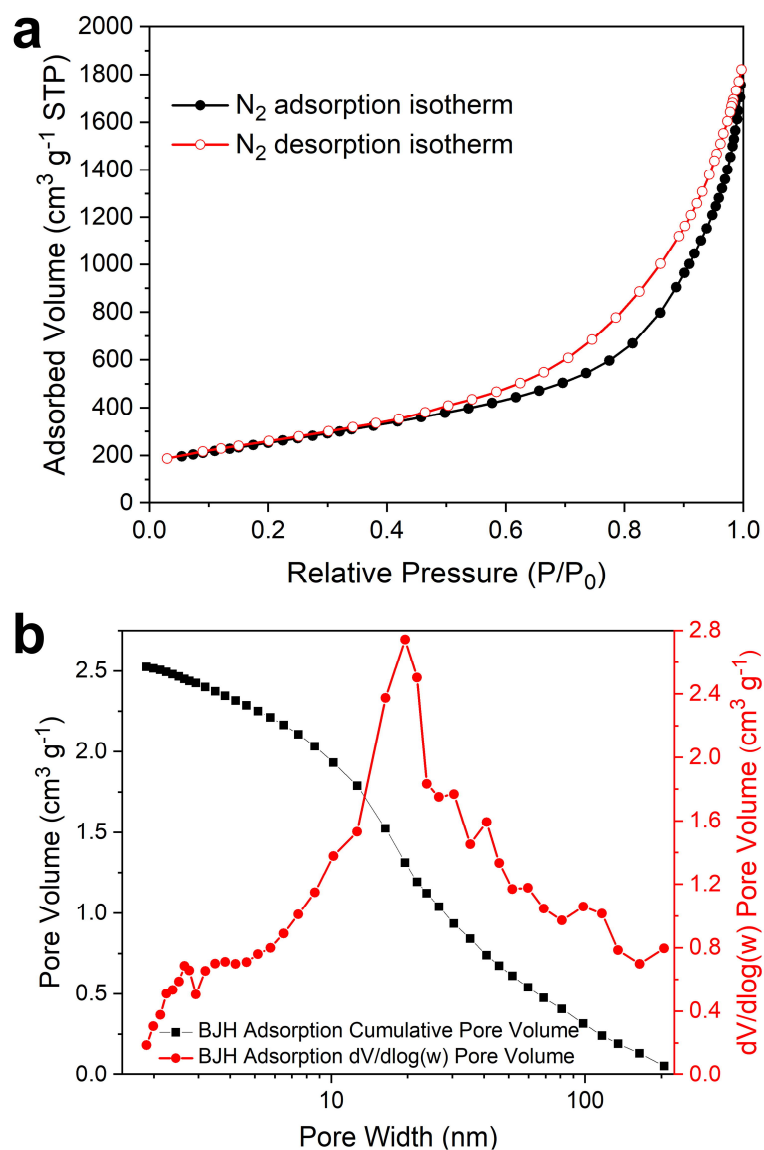 a
2000
1800
1600
1400
1200
1000
800
600
400
200
0
Adsorbed Volume (cm³ g⁻¹ STP)
N₂ adsorption isotherm
N₂ desorption isotherm
0.0 0.2 0.4 0.6 0.8 1.0
Relative Pressure (P/P₀)
b
2.5
2.0
1.5
1.0
0.5
0.0
Pore Volume (cm³ g⁻¹)
2.8
2.4
2.0
1.6
1.2
0.8
0.4
0.0
dV/dlog(w) Pore Volume (cm³ g⁻¹)
BJH Adsorption Cumulative Pore Volume
BJH Adsorption dV/dlog(w) Pore Volume
10 100
Pore Width (nm)